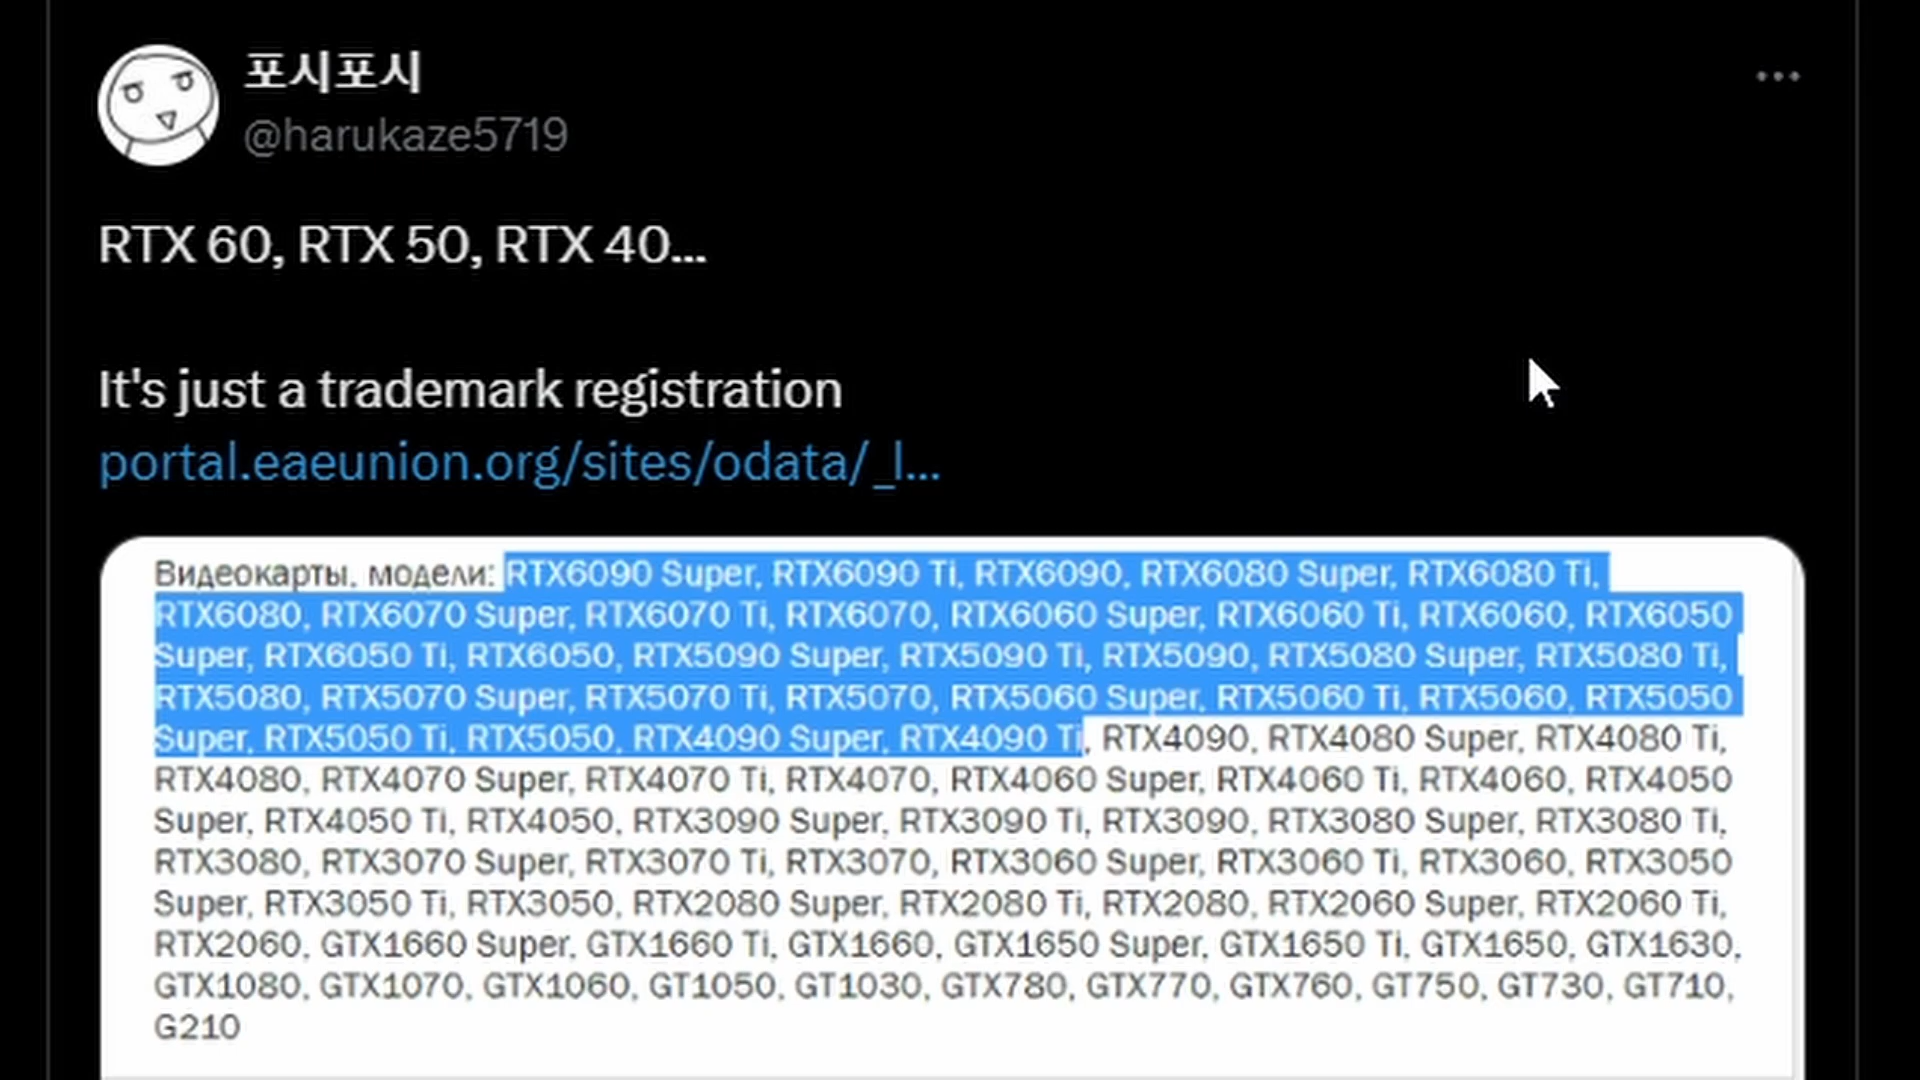 포시포시
@harukaze5719
RTX 60, RTX 50, RTX 40...
It's just a trademark registration
portal.eaeunion.org/sites/odata/_l...
Видеокарты, модели: RTX6090 Super, RTX6090 Ti, RTX6090, RTX6080 Super, RTX6080 Ti,
RTX6080, RTX6070 Super, RTX6070 Ti, RTX6070, RTX6060 Super, RTX6060 Ti, RTX6060, RTX6050
Super, RTX6050 Ti, RTX6050, RTX5090 Super, RTX5090 Ti, RTX5090, RTX5080 Super, RTX5080 Ti,
RTX5080, RTX5070 Super, RTX5070 Ti, RTX5070, RTX5060 Super, RTX5060 Ti, RTX5060, RTX5050
Super, RTX5050 Ti, RTX5050, RTX4090 Super, RTX4090 Ti, RTX4090, RTX4080 Super, RTX4080 Ti,
RTX4080, RTX4070 Super, RTX4070 Ti, RTX4070, RTX4060 Super, RTX4060 Ti, RTX4060, RTX4050
Super, RTX4050 Ti, RTX4050, RTX3090 Super, RTX3090 Ti, RTX3090, RTX3080 Super, RTX3080 Ti,
RTX3080, RTX3070 Super, RTX3070 Ti, RTX3070, RTX3060 Super, RTX3060 Ti, RTX3060, RTX3050
Super, RTX3050 Ti, RTX3050, RTX2080 Super, RTX2080 Ti, RTX2080, RTX2060 Super, RTX2060 Ti,
RTX2060, GTX1660 Super, GTX1660 Ti, GTX1660, GTX1650 Super, GTX1650 Ti, GTX1650, GTX1630,
GTX1080, GTX1070, GTX1060, GT1050, GT1030, GTX780, GTX770, GTX760, GT750, GT730, GT710,
G210